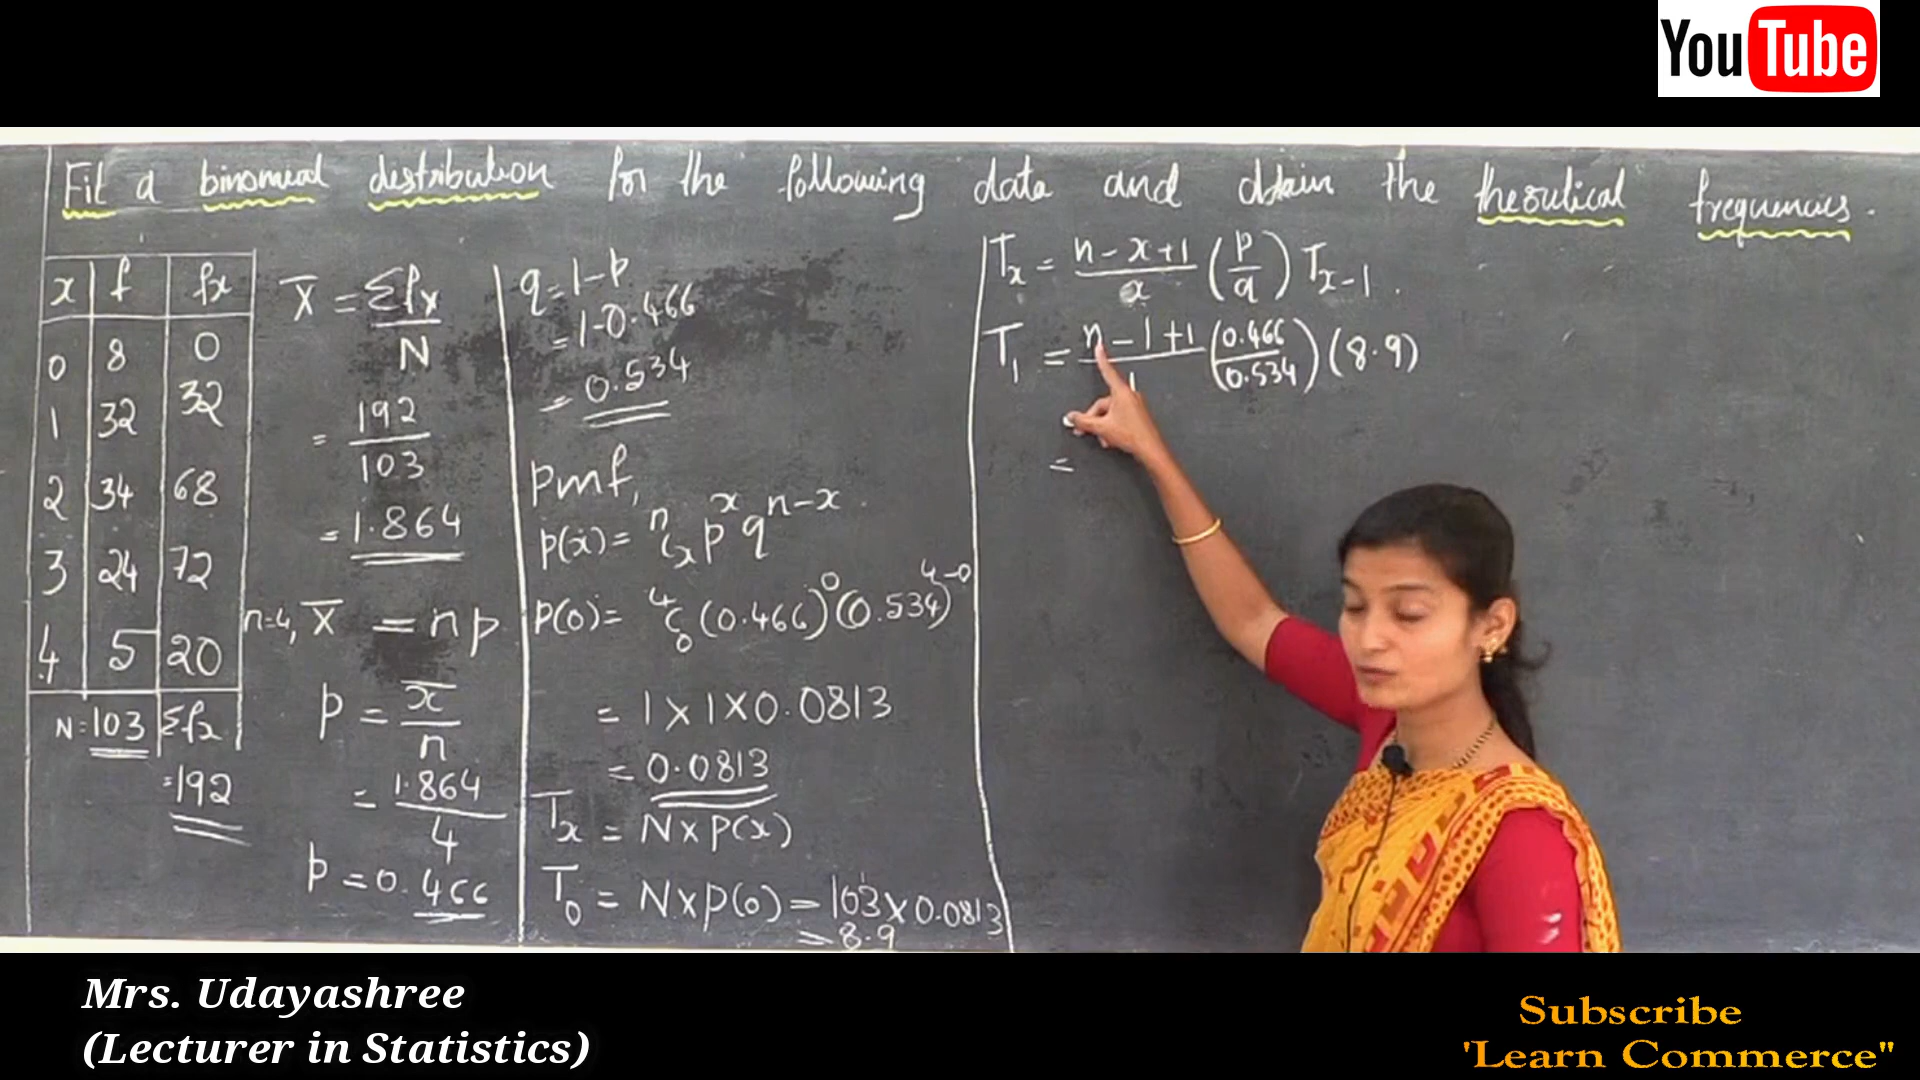 YouTube
Fit a binomial distribution for the following data and obtain the theoritical frequencies.
x f fx
0 8 0
1 32 32
2 34 68
3 24 72
4 5 20
N=103 Σfx
=192
X̄ = Σfx / N
= 192 / 103
= 1.864
n=4, X̄ = np
p = x̄ / n
= 1.864 / 4
p = 0.466
q = 1-p
= 1-0.466
= 0.534
pmf,
p(x) = ⁿCₓ pˣ qⁿ⁻ˣ
p(0) = ⁴C₀ (0.466)⁰ (0.534)⁴⁻⁰
= 1 x 1 x 0.0813
= 0.0813
Tₓ = N x p(x)
T₀ = N x p(0) = 103 x 0.0813
= 8.9
Tₓ = n-x+1 / x (p/q) Tₓ₋₁.
T₁ = n-1+1 / 1 (0.466/0.534) (8.9)
=
Mrs. Udayashree
(Lecturer in Statistics)
Subscribe
'Learn Commerce"